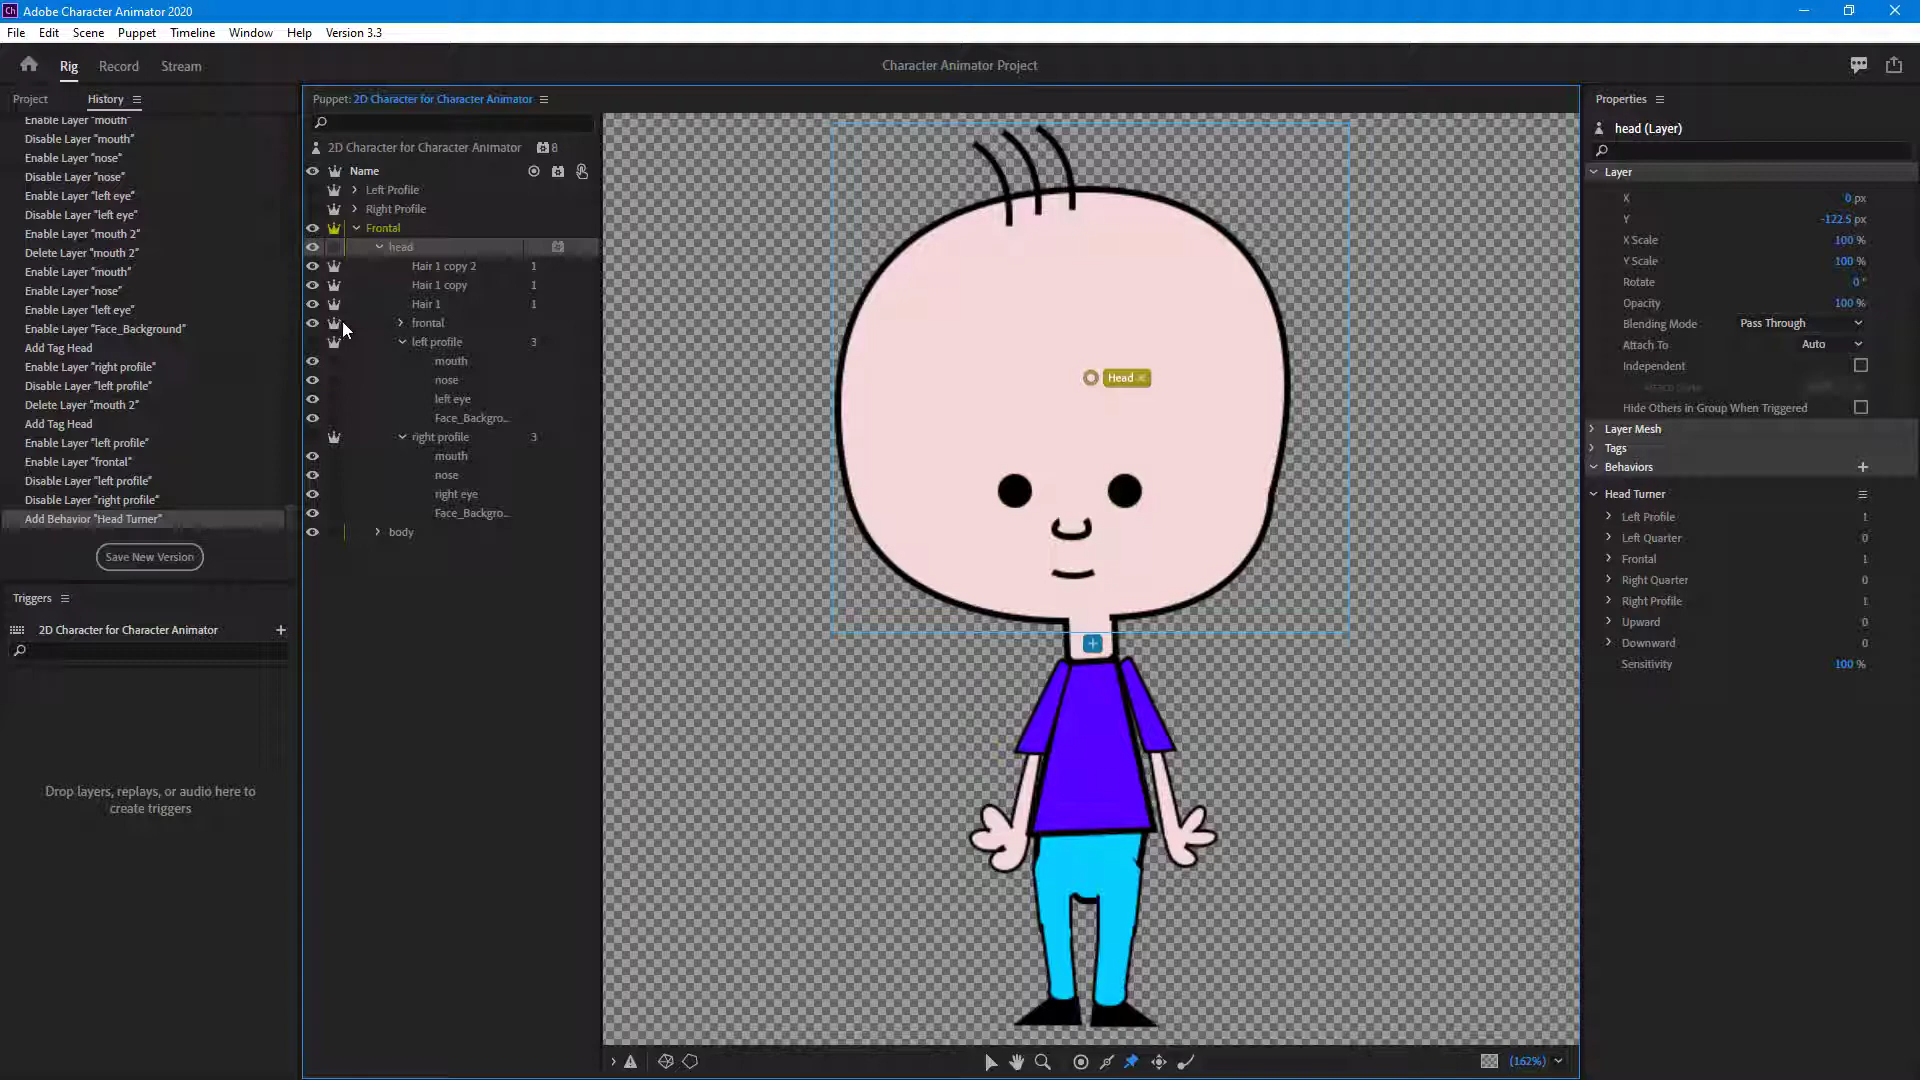 Ch Adobe Character Animator 2020
File Edit Scene Puppet Timeline Window Help Version 3.3
Rig Record Stream
Character Animator Project
Project History
Enable Layer "mouth"
Disable Layer "mouth"
Enable Layer "nose"
Disable Layer "nose"
Enable Layer "left eye"
Disable Layer "left eye"
Enable Layer "mouth 2"
Delete Layer "mouth 2"
Enable Layer "mouth"
Enable Layer "nose"
Enable Layer "left eye"
Enable Layer "Face_Background"
Add Tag Head
Enable Layer "right profile"
Disable Layer "left profile"
Delete Layer "mouth 2"
Add Tag Head
Enable Layer "left profile"
Enable Layer "frontal"
Disable Layer "left profile"
Disable Layer "right profile"
Add Behavior "Head Turner"
Save New Version
Triggers
2D Character for Character Animator
Drop layers, replays, or audio here to
create triggers
Puppet: 2D Character for Character Animator
2D Character for Character Animator 8
Name
Left Profile
Right Profile
Frontal
head
Hair 1 copy 2 1
Hair 1 copy 1
Hair 1 1
frontal
left profile 3
mouth
nose
left eye
Face_Backgro...
right profile 3
mouth
nose
right eye
Face_Backgro...
body
Head
(162%)
Properties
head (Layer)
Layer
X 0 px
Y -122.5 px
X Scale 100 %
Y Scale 100 %
Rotate 0 °
Opacity 100 %
Blending Mode Pass Through
Attach To Auto
Independent
Hide Others in Group When Triggered
Layer Mesh
Tags
Behaviors
Head Turner
Left Profile 1
Left Quarter 0
Frontal 1
Right Quarter 0
Right Profile 1
Upward 0
Downward 0
Sensitivity 100 %